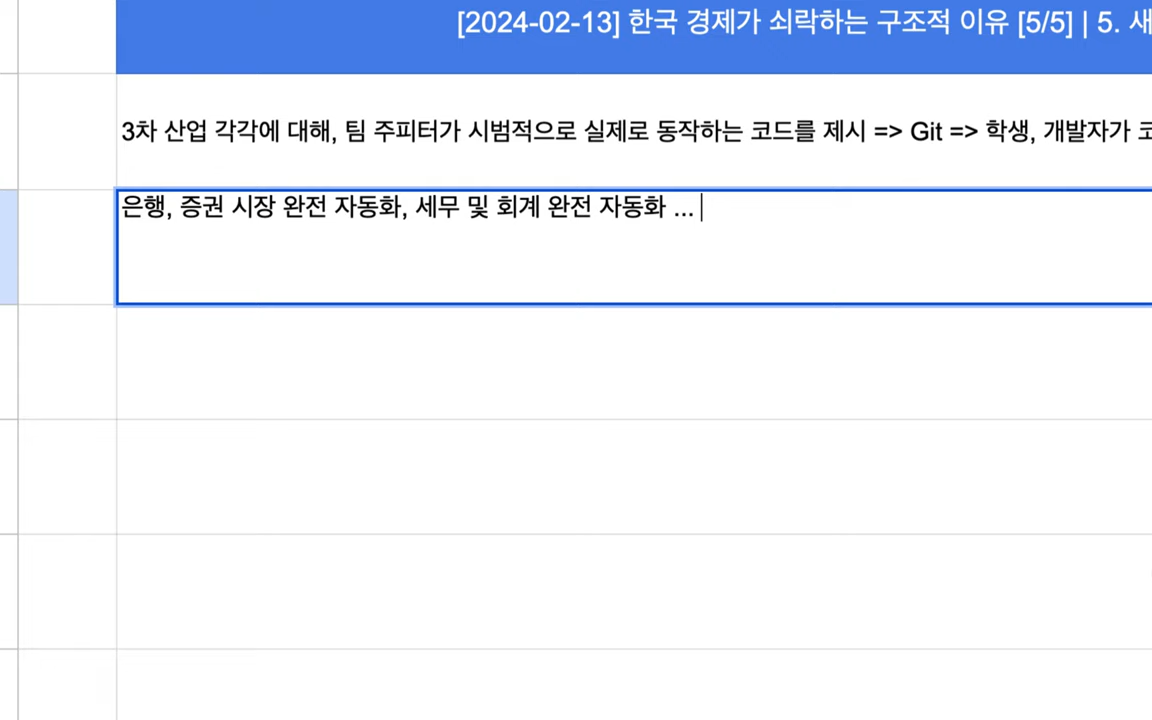 [2024-02-13] 한국 경제가 쇠락하는 구조적 이유 [5/5] | 5. 새
3차 산업 각각에 대해, 팀 주피터가 시범적으로 실제로 동작하는 코드를 제시 => Git => 학생, 개발자가 코
은행, 증권 시장 완전 자동화, 세무 및 회계 완전 자동화 ...